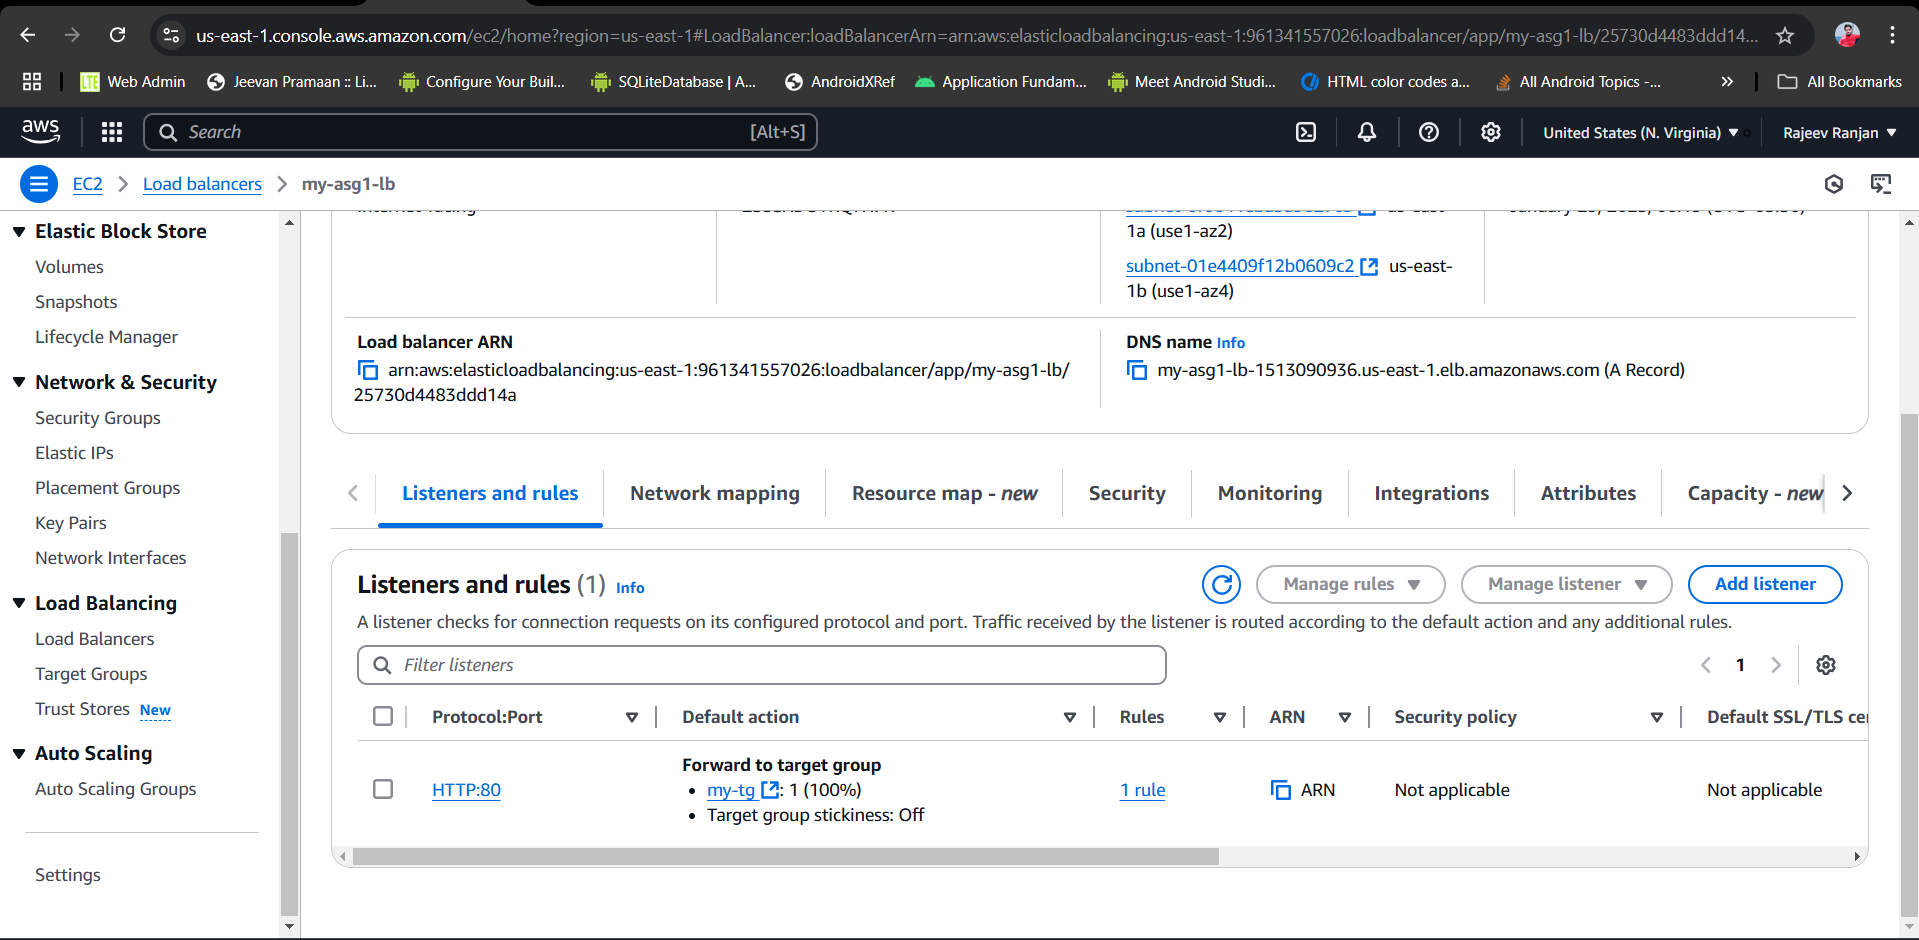 us-east-1.console.aws.amazon.com/ec2/home?region=us-east-1#LoadBalancer:loadBalancerArn=arn:aws:elasticloadbalancing:us-east-1:961341557026:loadbalancer/app/my-asg1-lb/25730d4483ddd14...
LTE Web Admin Jeevan Pramaan :: Li... Configure Your Buil... SQLiteDatabase | A... AndroidXRef Application Fundam... Meet Android Studi... HTML color codes a... All Android Topics -... » All Bookmarks
aws Search [Alt+S] United States (N. Virginia) Rajeev Ranjan
EC2 Load balancers my-asg1-lb
Elastic Block Store
Volumes
Snapshots
Lifecycle Manager
Network & Security
Security Groups
Elastic IPs
Placement Groups
Key Pairs
Network Interfaces
Load Balancing
Load Balancers
Target Groups
Trust Stores New
Auto Scaling
Auto Scaling Groups
Settings
Internet-facing
us-east-
1a (use1-az2)
subnet-01e4409f12b0609c2 us-east-
1b (use1-az4)
Load balancer ARN
arn:aws:elasticloadbalancing:us-east-1:961341557026:loadbalancer/app/my-asg1-lb/
25730d4483ddd14a
DNS name Info
my-asg1-lb-1513090936.us-east-1.elb.amazonaws.com (A Record)
Listeners and rules Network mapping Resource map - new Security Monitoring Integrations Attributes Capacity - new
Listeners and rules (1) Info
Manage rules Manage listener Add listener
A listener checks for connection requests on its configured protocol and port. Traffic received by the listener is routed according to the default action and any additional rules.
Filter listeners
1
Protocol:Port Default action Rules ARN Security policy Default SSL/TLS cer
HTTP:80
Forward to target group
• my-tg : 1 (100%)
• Target group stickiness: Off
1 rule
ARN
Not applicable
Not applicable